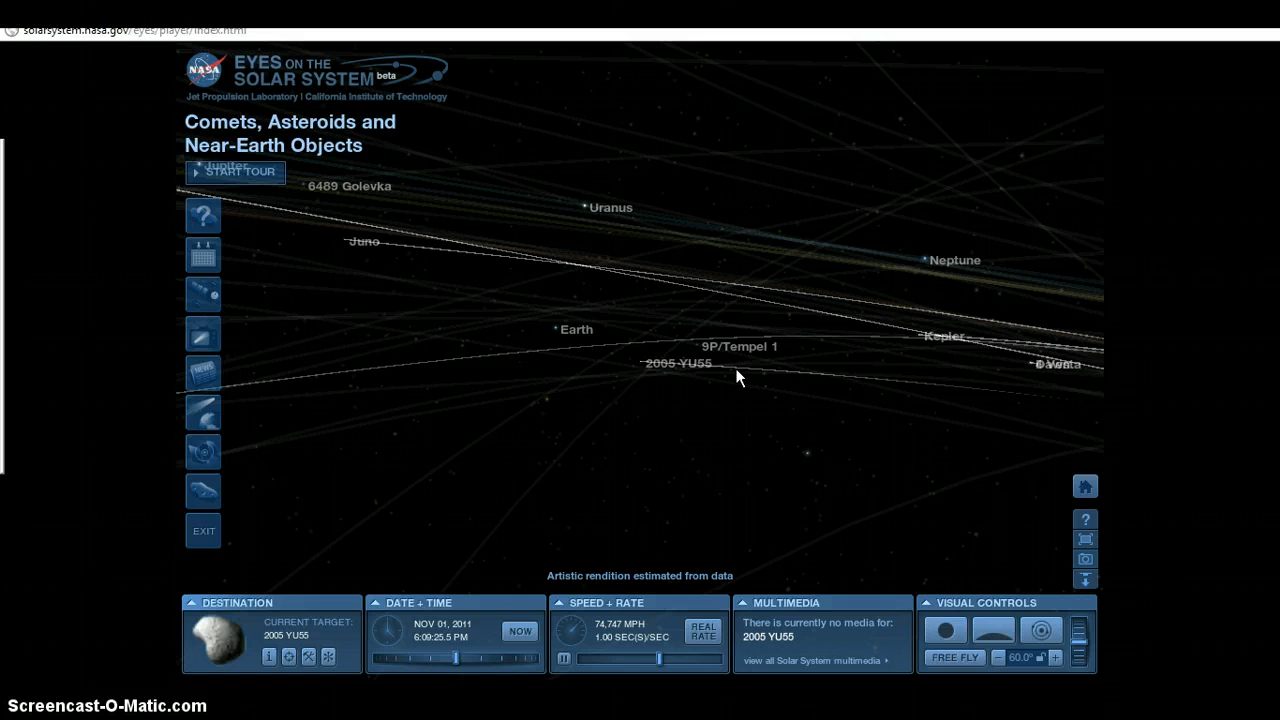 solarsystem.nasa.gov/eyes/player/index.html
NASA
EYES ON THE
SOLAR SYSTEM beta
Jet Propulsion Laboratory | California Institute of Technology
Comets, Asteroids and
Near-Earth Objects
Jupiter
START TOUR
6489 Golevka
Uranus
Juno
Neptune
Earth
9P/Tempel 1
Kepler
2005 YU55
?
EXIT
?
Artistic rendition estimated from data
DESTINATION
CURRENT TARGET:
2005 YU55
i
DATE + TIME
NOV 01, 2011
6:09:25.5 PM
NOW
SPEED + RATE
74,747 MPH
1.00 SEC(S)/SEC
REAL
RATE
MULTIMEDIA
There is currently no media for:
2005 YU55
view all Solar System multimedia
VISUAL CONTROLS
FREE FLY
− 60.0° +
Screencast-O-Matic.com